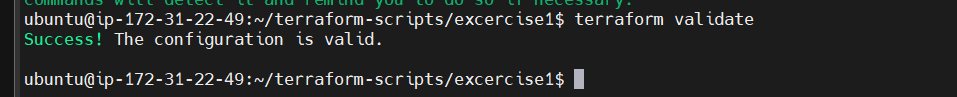 commands will detect it and remind you to do so if necessary.
ubuntu@ip-172-31-22-49:~/terraform-scripts/excercise1$ terraform validate
Success! The configuration is valid.
ubuntu@ip-172-31-22-49:~/terraform-scripts/excercise1$